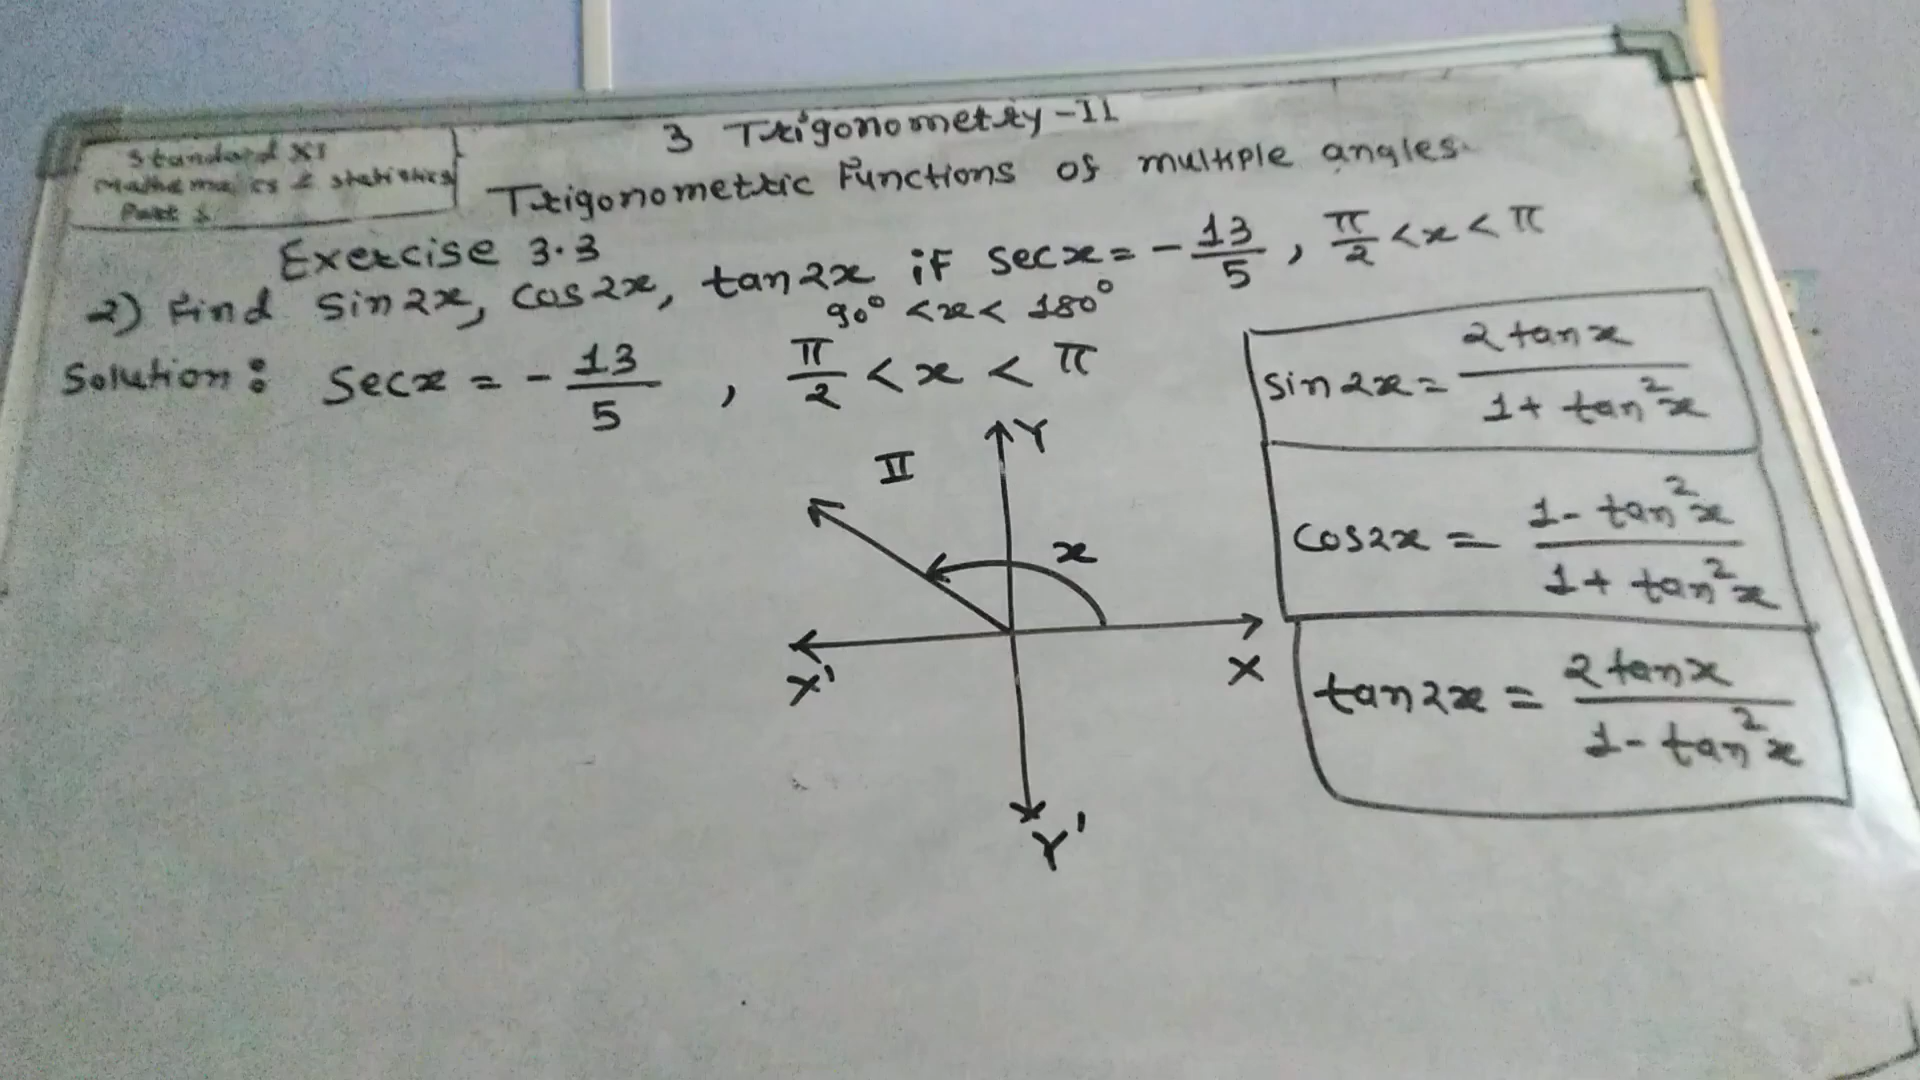 3 Trigonometry-II
Standard XI
Mathematics & statistics
Part 1
Trigonometric Functions of multiple angles.
Exercise 3.3
2) Find sin2x, cos2x, tan2x if secx = -13/5, π/2 < x < π
90° < x < 180°
Solution: Secx = -13/5, π/2 < x < π
sin2x = 2tanx/1+tan²x
cos2x = 1-tan²x/1+tan²x
tan2x = 2tanx/1-tan²x
Y
II
x
X'
X
Y'